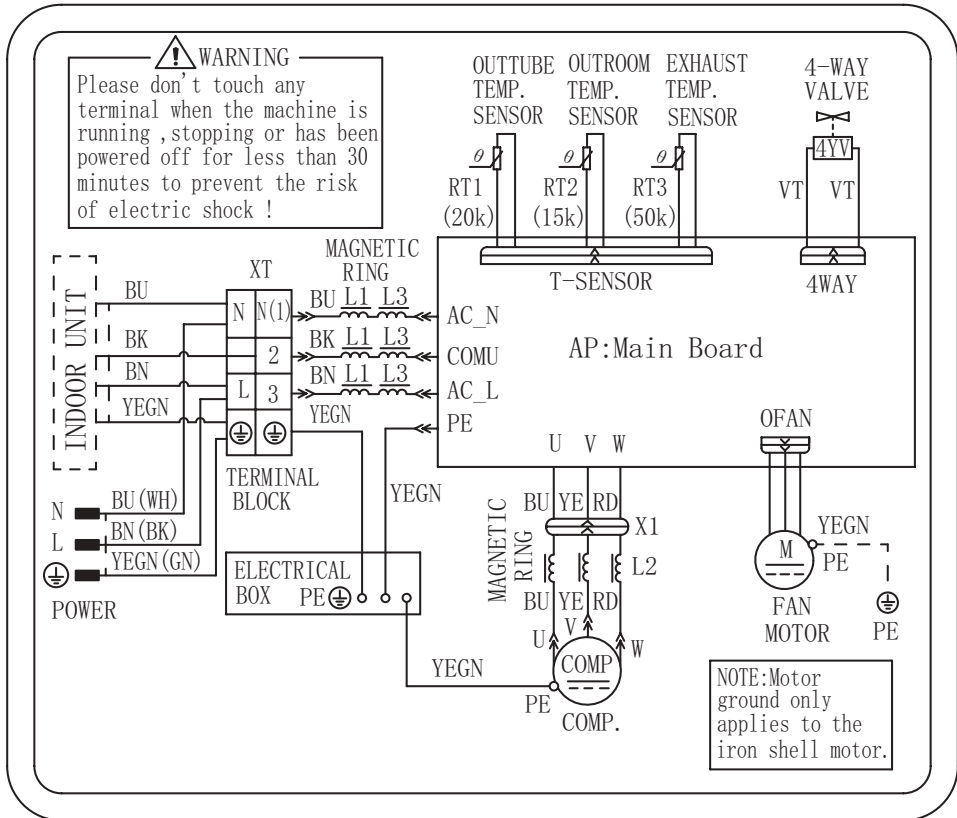 WARNING
Please don't touch any
terminal when the machine is
running ,stopping or has been
powered off for less than 30
minutes to prevent the risk
of electric shock !
OUTTUBE
TEMP.
SENSOR
OUTROOM
TEMP.
SENSOR
EXHAUST
TEMP.
SENSOR
4-WAY
VALVE
4YV
θ
θ
θ
RT1
(20k)
RT2
(15k)
RT3
(50k)
VT
VT
T-SENSOR
4WAY
INDOOR UNIT
BU
BK
BN
YEGN
XT
N
N(1)
2
L
3
TERMINAL
BLOCK
MAGNETIC
RING
BU L1 L3
BK L1 L3
BN L1 L3
YEGN
AC_N
COMU
AC_L
PE
AP:Main Board
YEGN
N
L
BU(WH)
BN(BK)
YEGN(GN)
POWER
ELECTRICAL
BOX PE
U V W
BU YE RD
X1
MAGNETIC
RING
L2
BU YE RD
U
V
W
COMP
YEGN
PE
COMP.
OFAN
M
YEGN
PE
FAN
MOTOR
PE
NOTE:Motor
ground only
applies to the
iron shell motor.